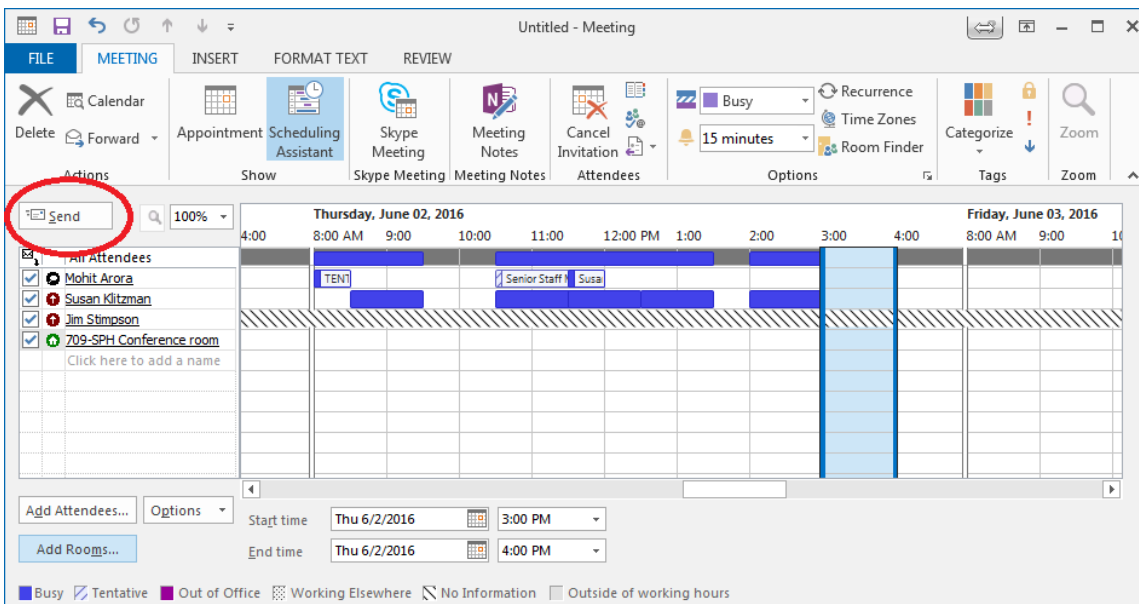 Untitled - Meeting
FILE MEETING INSERT FORMAT TEXT REVIEW
Delete
Calendar
Forward
Actions
Appointment
Scheduling
Assistant
Show
Skype
Meeting
Skype Meeting
Meeting
Notes
Meeting Notes
Cancel
Invitation
Attendees
Busy
15 minutes
Recurrence
Time Zones
Room Finder
Options
Categorize
Tags
Zoom
Zoom
Send
100%
Thursday, June 02, 2016 Friday, June 03, 2016
4:00 8:00 AM 9:00 10:00 11:00 12:00 PM 1:00 2:00 3:00 4:00 8:00 AM 9:00 10
All Attendees
Mohit Arora TENT Senior Staff Susa
Susan Klitzman
Jim Stimpson
709-SPH Conference room
Click here to add a name
Add Attendees... Options
Add Rooms...
Start time Thu 6/2/2016 3:00 PM
End time Thu 6/2/2016 4:00 PM
Busy Tentative Out of Office Working Elsewhere No Information Outside of working hours